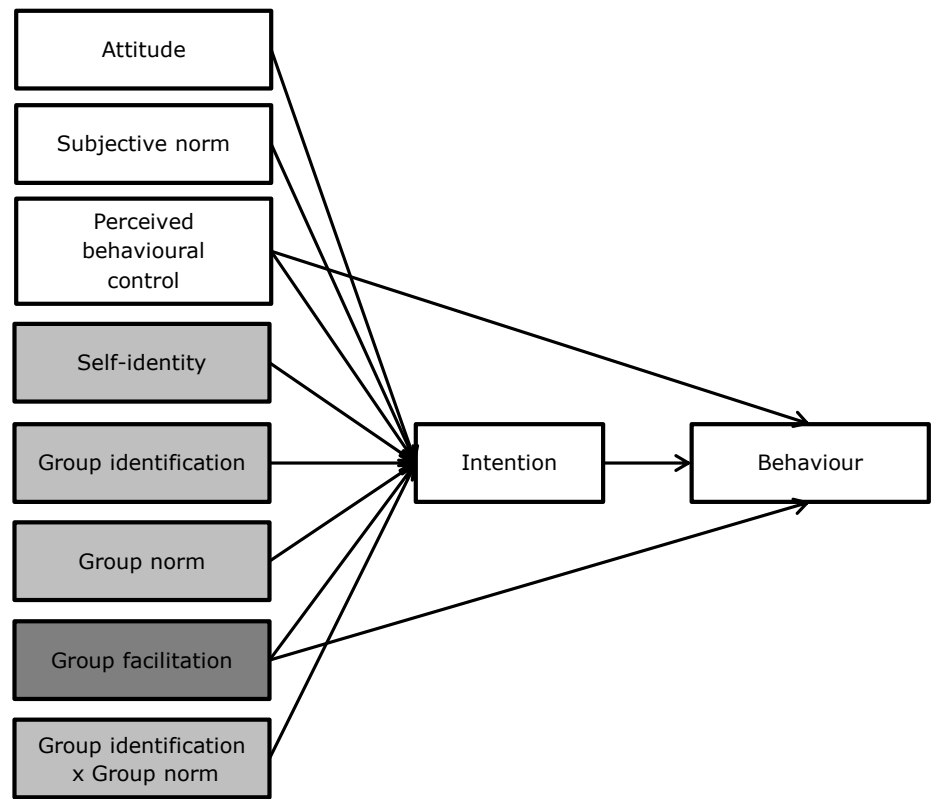 Attitude
Subjective norm
Perceived
behavioural
control
Self-identity
Group identification
Intention
Behaviour
Group norm
Group facilitation
Group identification
x Group norm